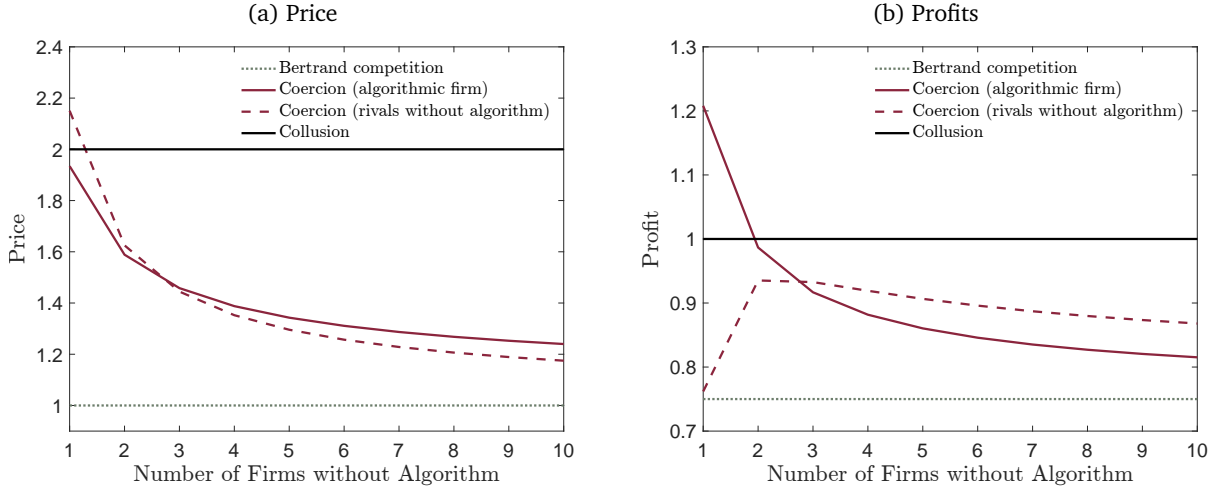 (a) Price
2.4
2.2
2
1.8
1.6
1.4
1.2
1
1 2 3 4 5 6 7 8 9 10
Price
Number of Firms without Algorithm
Bertrand competition
Coercion (algorithmic firm)
Coercion (rivals without algorithm)
Collusion
(b) Profits
1.3
1.2
1.1
1
0.9
0.8
0.7
1 2 3 4 5 6 7 8 9 10
Profit
Number of Firms without Algorithm
Bertrand competition
Coercion (algorithmic firm)
Coercion (rivals without algorithm)
Collusion